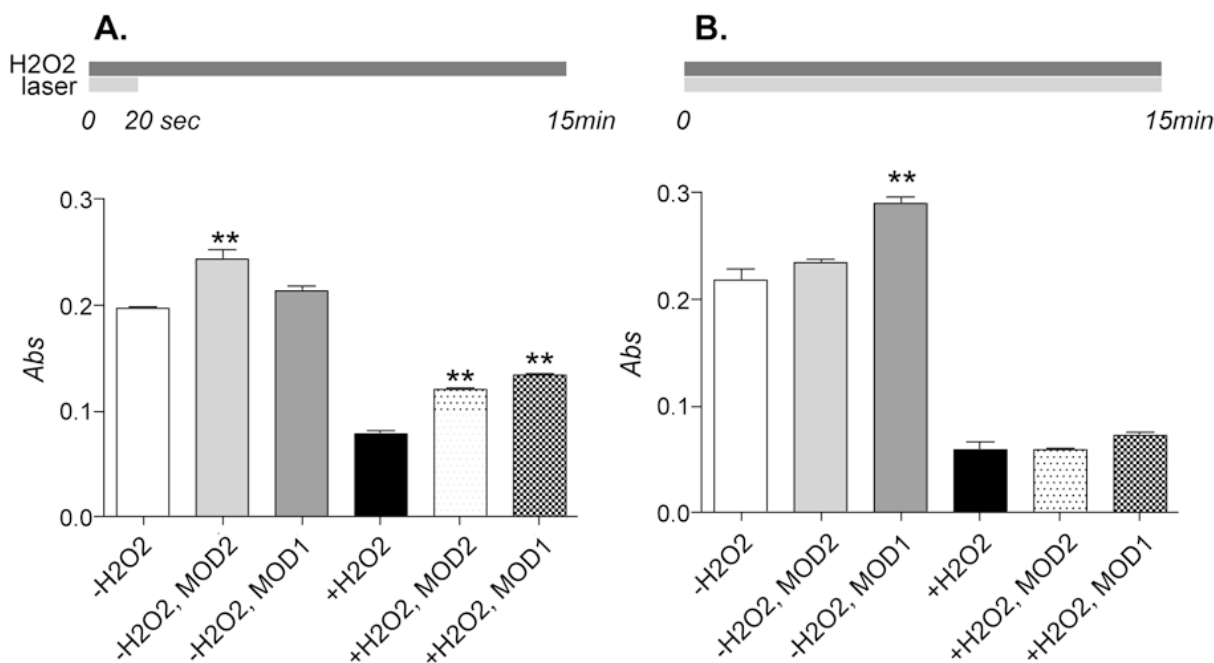 A.
H2O2
laser
0 20 sec 15min
0.3
0.2
0.1
0.0
Abs
**
**
**
-H2O2
-H2O2, MOD2
-H2O2, MOD1
+H2O2
+H2O2, MOD2
+H2O2, MOD1
B.
0 15min
0.3
0.2
0.1
0.0
Abs
**
-H2O2
-H2O2, MOD2
-H2O2, MOD1
+H2O2
+H2O2, MOD2
+H2O2, MOD1